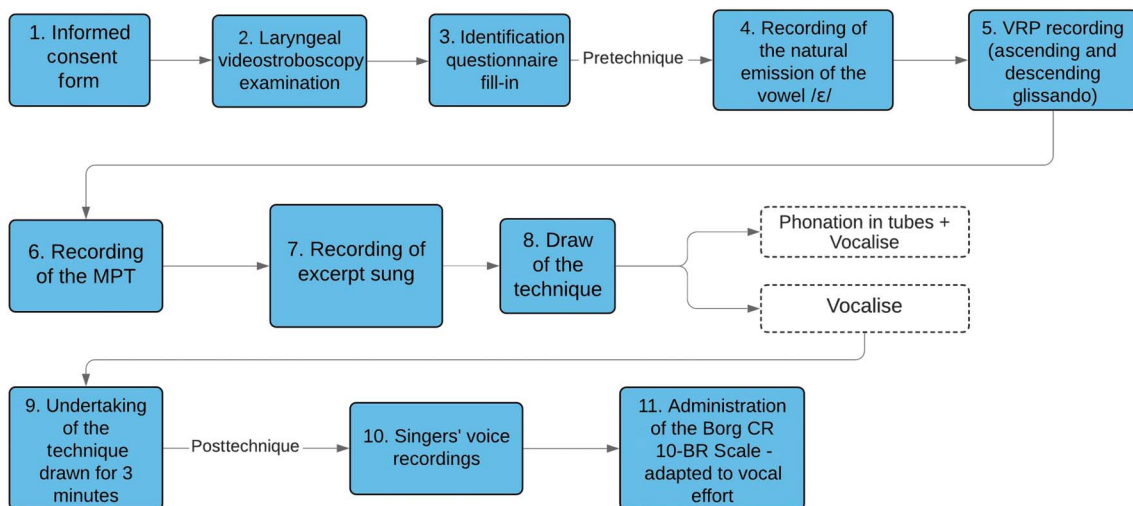 1. Informed
consent
form
2. Laryngeal
videostroboscopy
examination
3. Identification
questionnaire
fill-in
Pretechnique
4. Recording of
the natural
emission of the
vowel /ɛ/
5. VRP recording
(ascending and
descending
glissando)
6. Recording
of the MPT
7. Recording of
excerpt sung
8. Draw
of the
technique
Phonation in tubes +
Vocalise
Vocalise
9. Undertaking
of the
technique
drawn for 3
minutes
Posttechnique
10. Singers' voice
recordings
11. Administration
of the Borg CR
10-BR Scale -
adapted to vocal
effort